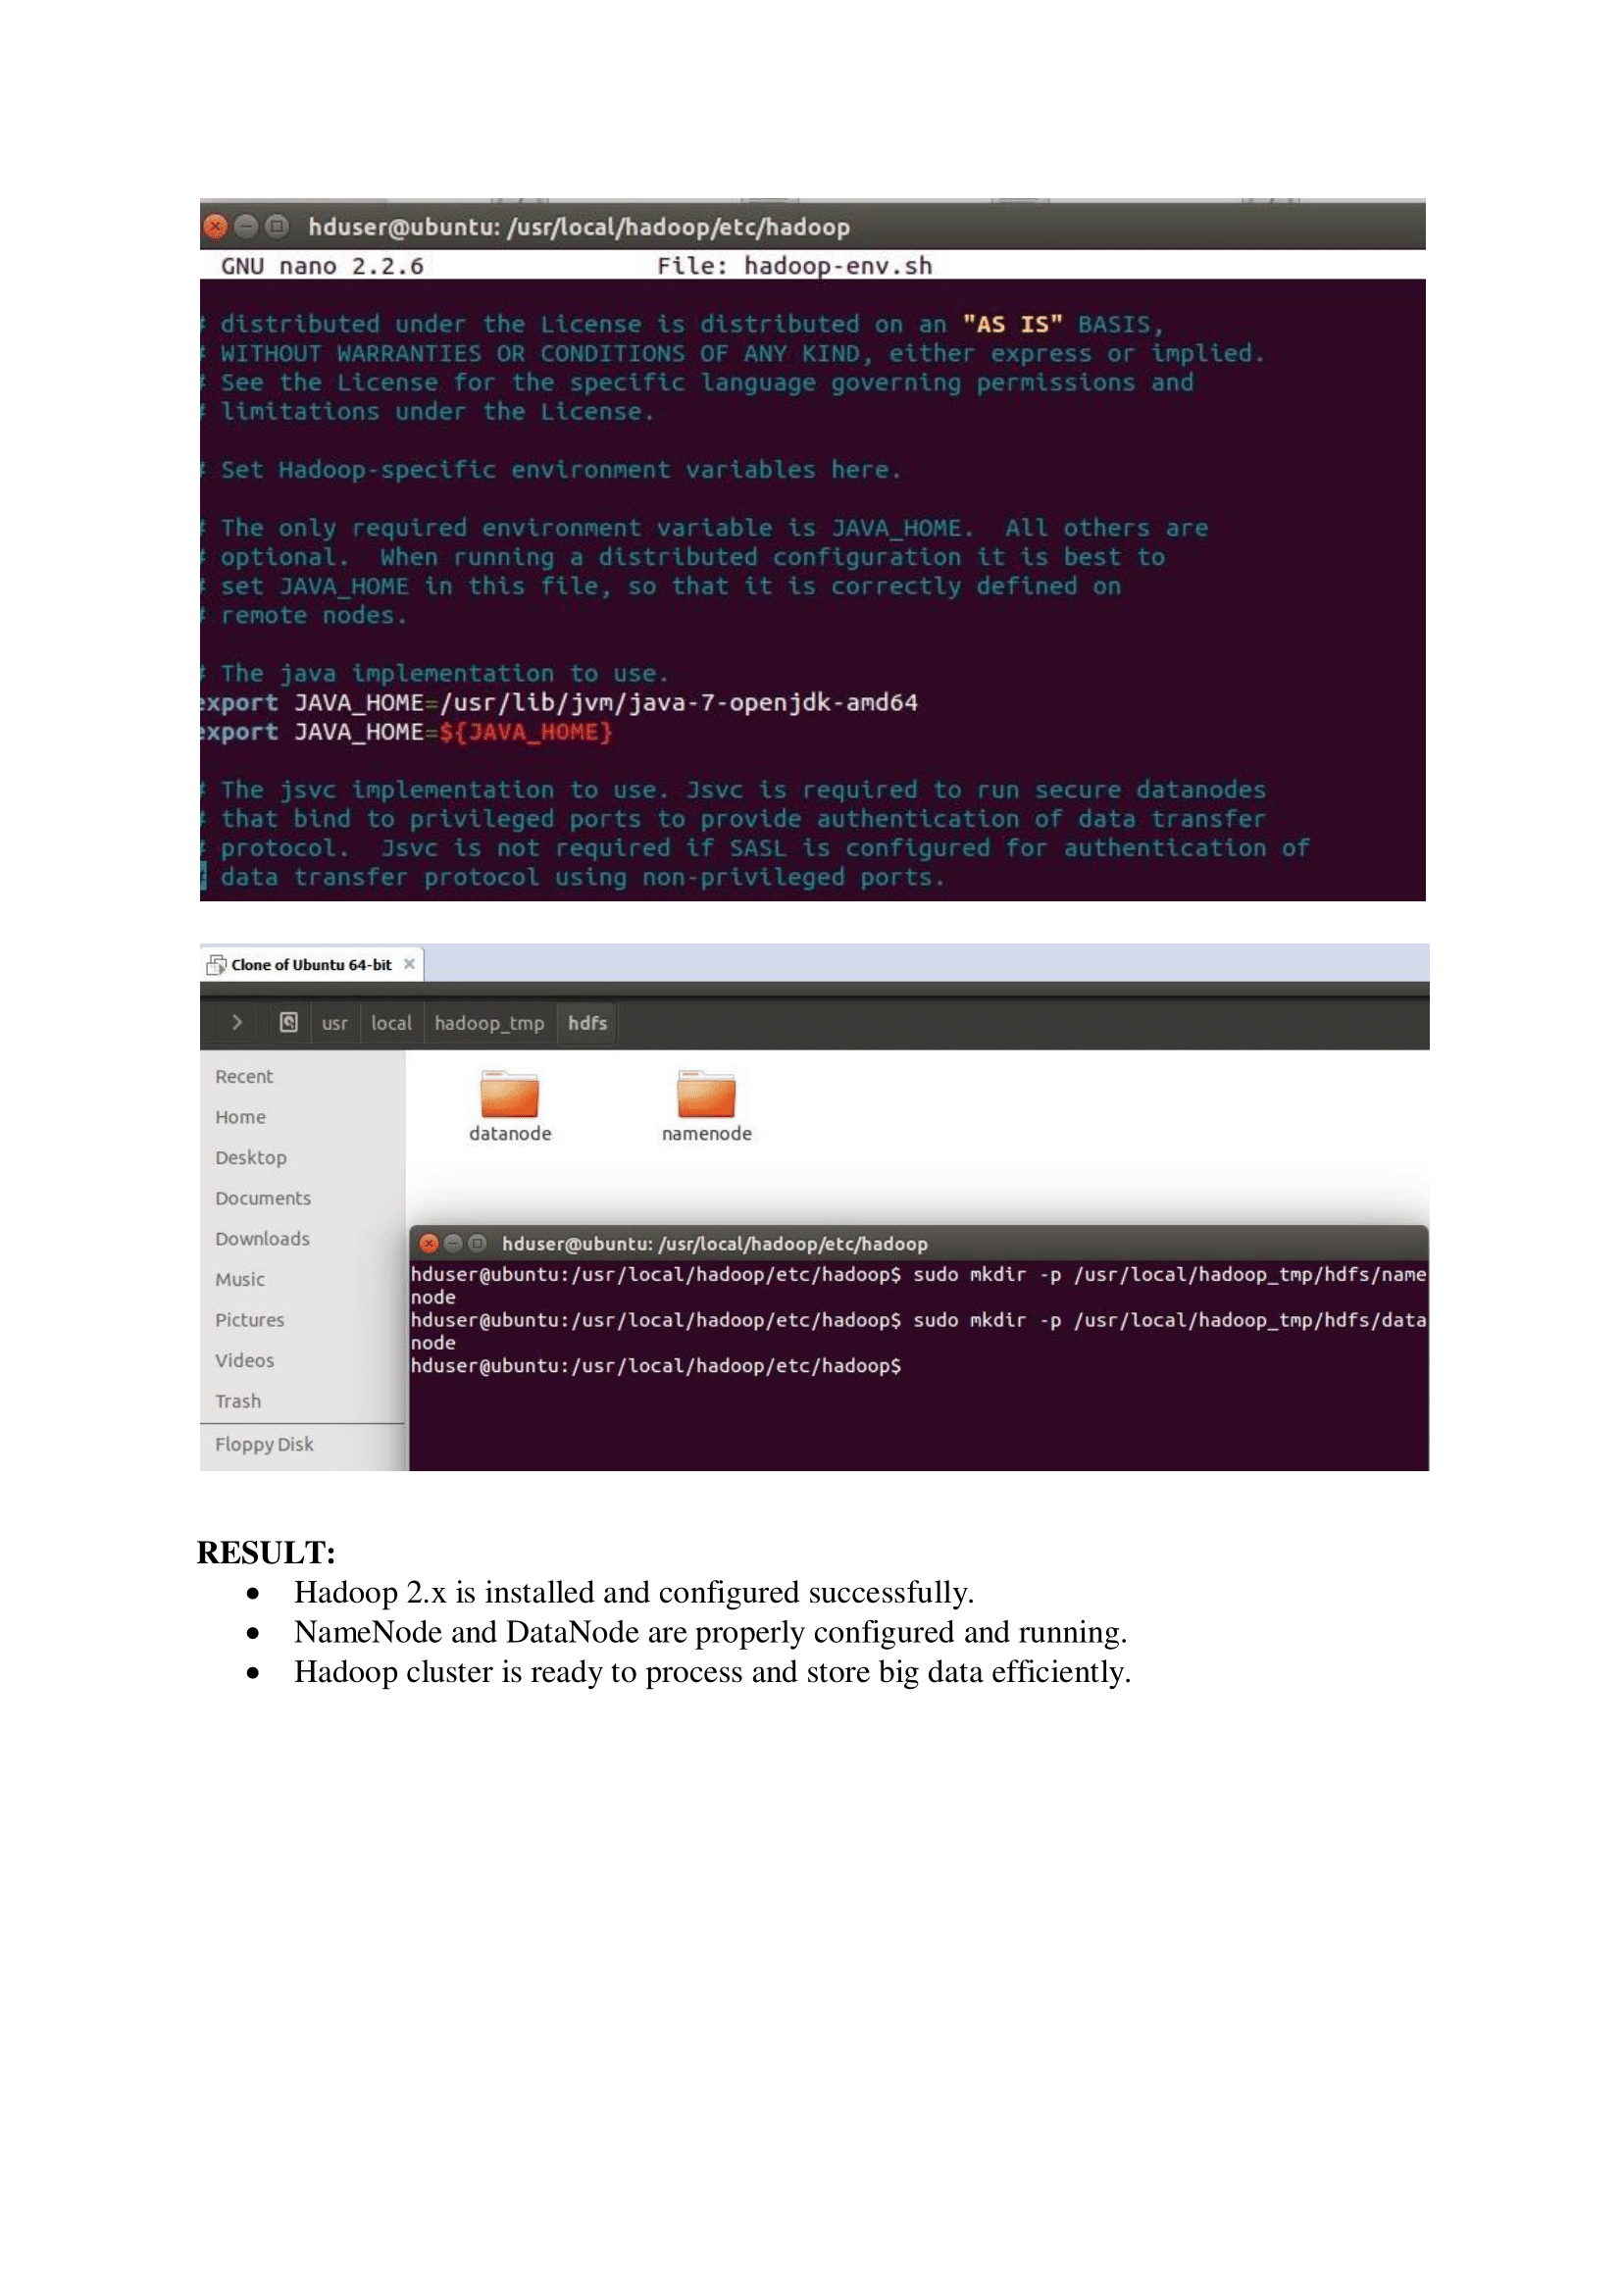 hduser@ubuntu: /usr/local/hadoop/etc/hadoop
GNU nano 2.2.6 File: hadoop-env.sh
# distributed under the License is distributed on an "AS IS" BASIS,
# WITHOUT WARRANTIES OR CONDITIONS OF ANY KIND, either express or implied.
# See the License for the specific language governing permissions and
# limitations under the License.
# Set Hadoop-specific environment variables here.
# The only required environment variable is JAVA_HOME.  All others are
# optional.  When running a distributed configuration it is best to
# set JAVA_HOME in this file, so that it is correctly defined on
# remote nodes.
# The java implementation to use.
export JAVA_HOME=/usr/lib/jvm/java-7-openjdk-amd64
export JAVA_HOME=${JAVA_HOME}
# The jsvc implementation to use. Jsvc is required to run secure datanodes
# that bind to privileged ports to provide authentication of data transfer
# protocol.  Jsvc is not required if SASL is configured for authentication of
# data transfer protocol using non-privileged ports.
Clone of Ubuntu 64-bit
usr local hadoop_tmp hdfs
Recent
Home
Desktop
Documents
Downloads
Music
Pictures
Videos
Trash
Floppy Disk
datanode namenode
hduser@ubuntu: /usr/local/hadoop/etc/hadoop
hduser@ubuntu:/usr/local/hadoop/etc/hadoop$ sudo mkdir -p /usr/local/hadoop_tmp/hdfs/name
node
hduser@ubuntu:/usr/local/hadoop/etc/hadoop$ sudo mkdir -p /usr/local/hadoop_tmp/hdfs/data
node
hduser@ubuntu:/usr/local/hadoop/etc/hadoop$
RESULT:
• Hadoop 2.x is installed and configured successfully.
• NameNode and DataNode are properly configured and running.
• Hadoop cluster is ready to process and store big data efficiently.